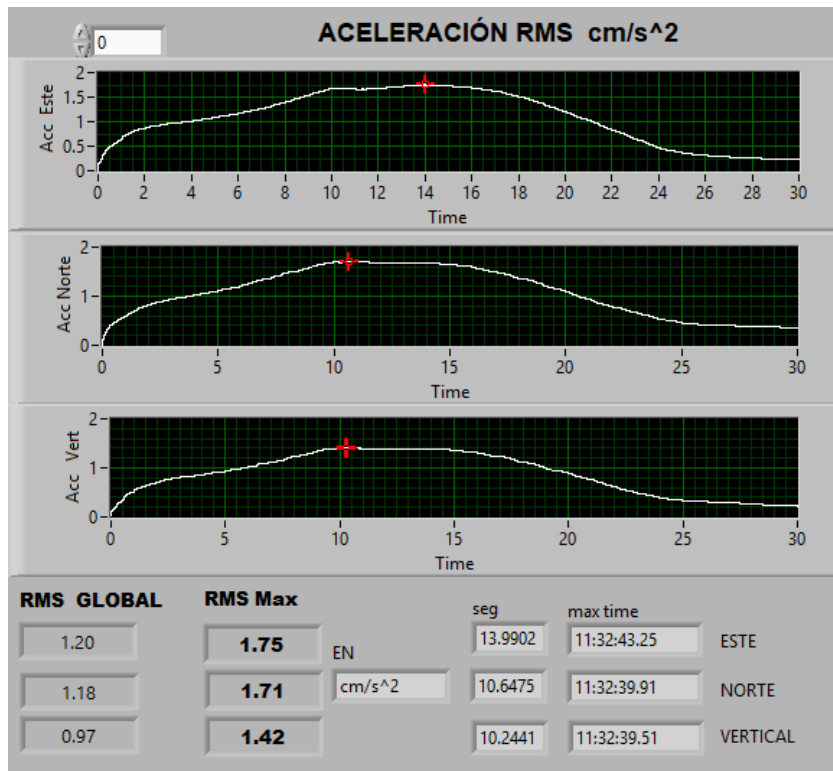 0
ACELERACIÓN RMS cm/s^2
Acc Este
2
1.5
1
0.5
0
0 2 4 6 8 10 12 14 16 18 20 22 24 26 28 30
Time
Acc Norte
2
1
0
0 5 10 15 20 25 30
Time
Acc Vert
2
1
0
0 5 10 15 20 25 30
Time
RMS GLOBAL RMS Max seg max time
1.20 1.75 13.9902 11:32:43.25 ESTE
EN
1.18 1.71 cm/s^2 10.6475 11:32:39.91 NORTE
0.97 1.42 10.2441 11:32:39.51 VERTICAL